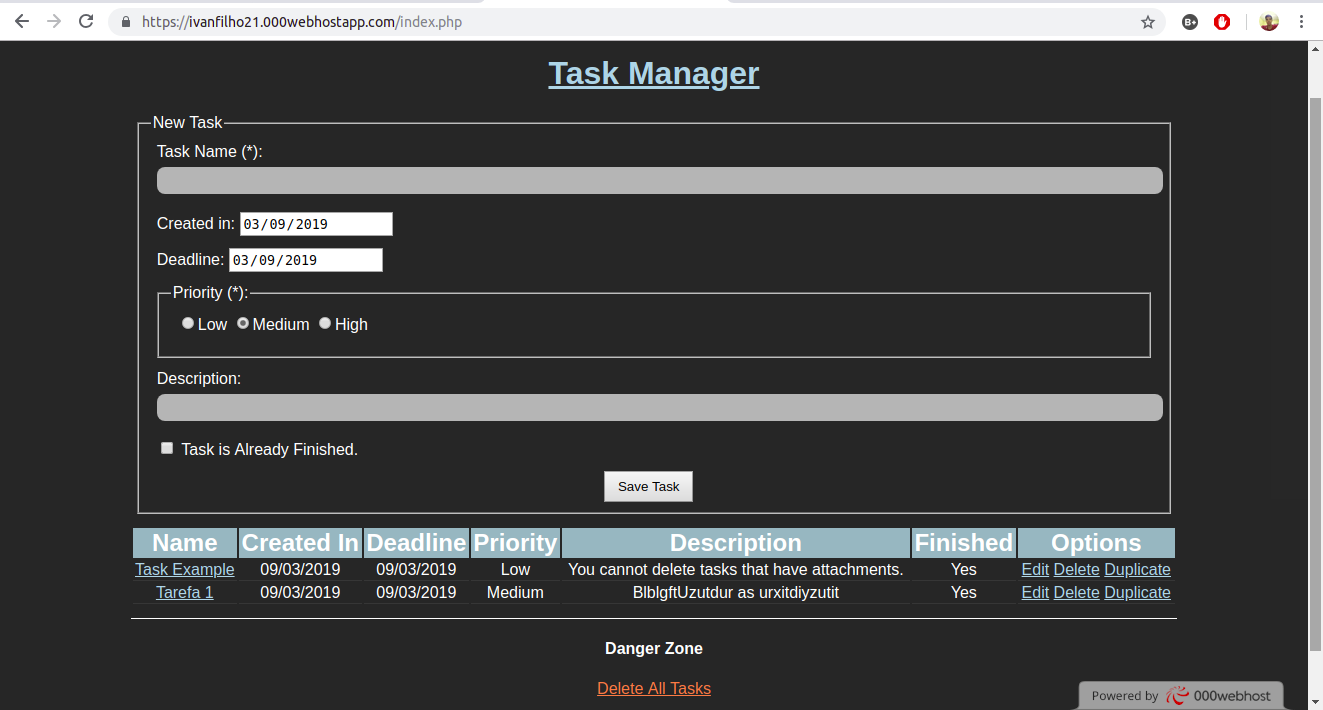 https://ivanfilho21.000webhostapp.com/index.php
B+
Task Manager
New Task
Task Name (*):
Created in: 03/09/2019
Deadline: 03/09/2019
Priority (*):
Low Medium High
Description:
Task is Already Finished.
Save Task
Name Created In Deadline Priority Description Finished Options
Task Example 09/03/2019 09/03/2019 Low You cannot delete tasks that have attachments. Yes Edit Delete Duplicate
Tarefa 1 09/03/2019 09/03/2019 Medium BlblgftUzutdur as urxitdiyzutit Yes Edit Delete Duplicate
Danger Zone
Delete All Tasks
Powered by 000webhost